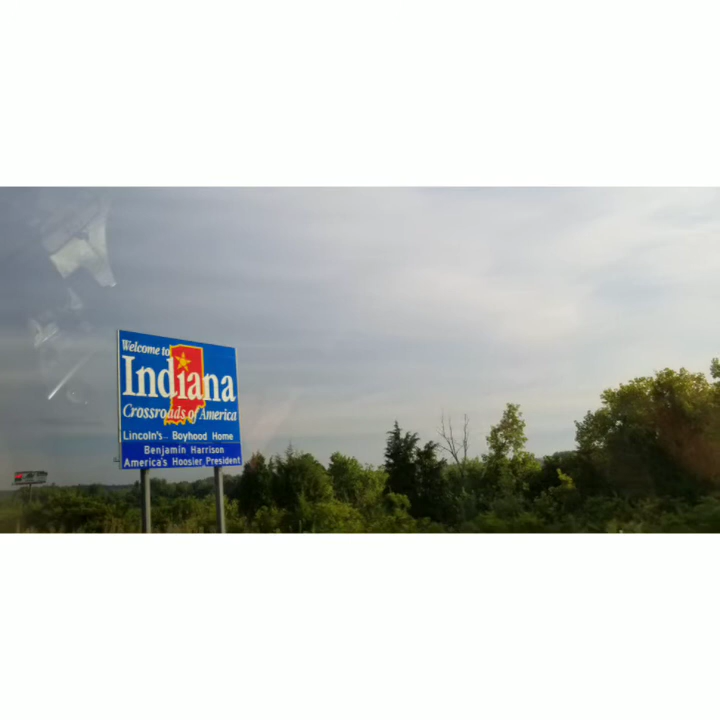 Welcome to
Indiana
Crossroads of America
Lincoln's Boyhood Home
Benjamin Harrison
America's Hoosier President